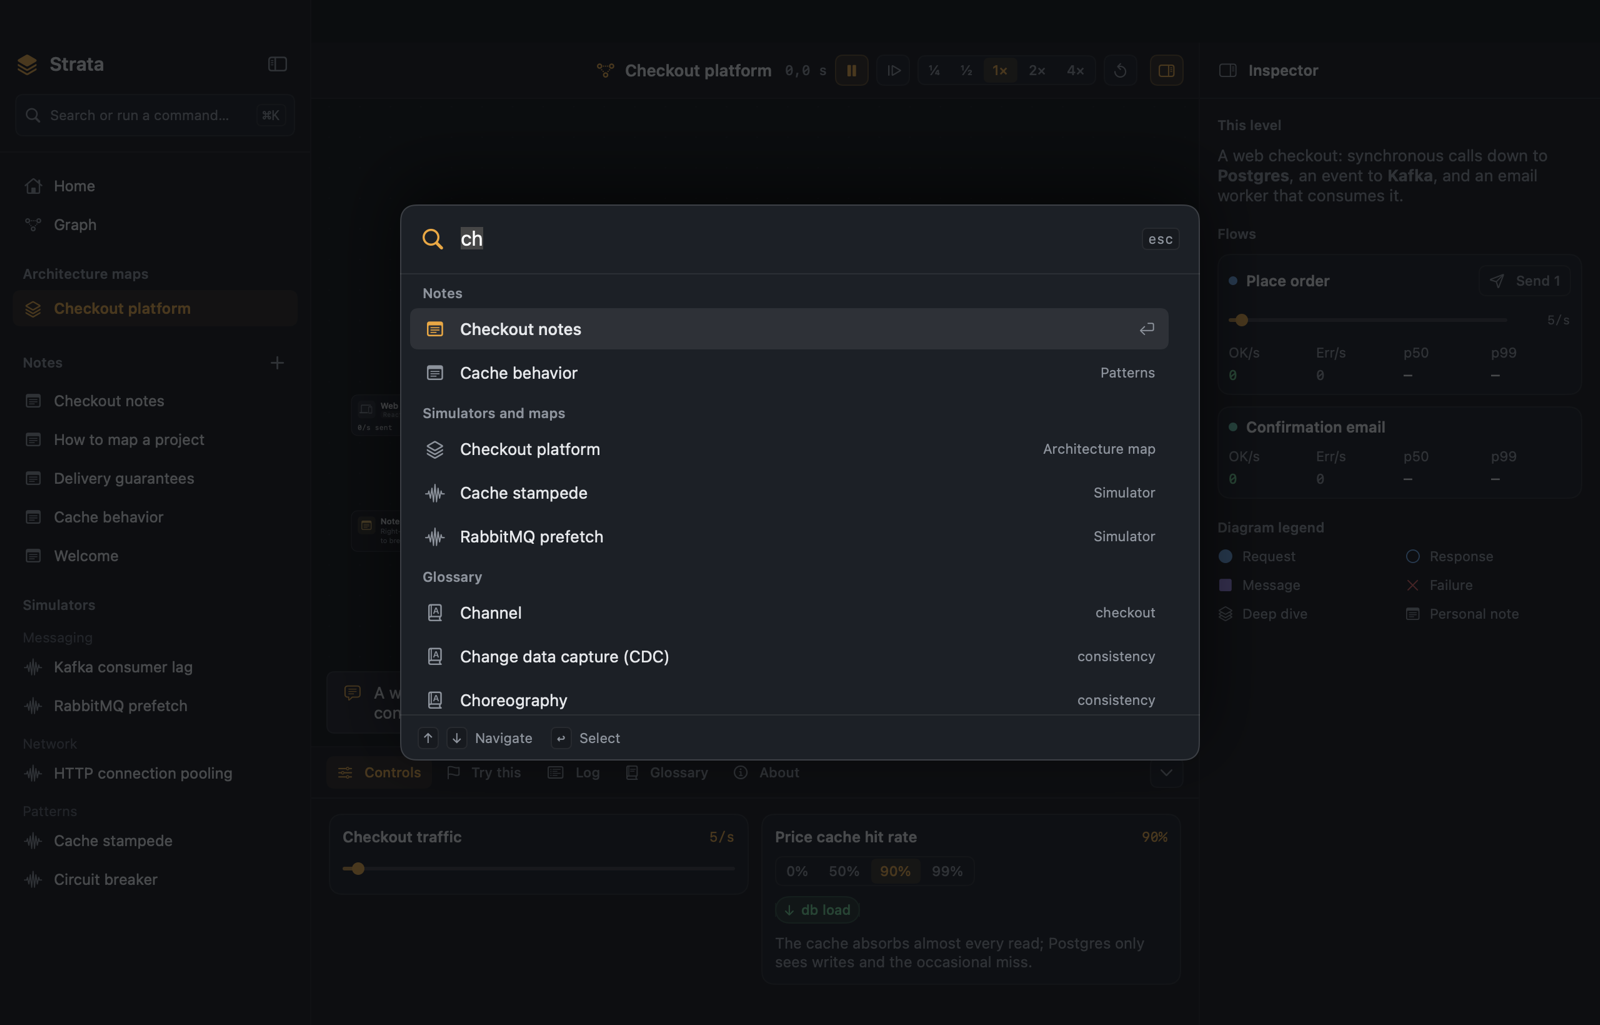 Strata
Search or run a command... ⌘K
Home
Graph
Architecture maps
Checkout platform
Notes
Checkout notes
How to map a project
Delivery guarantees
Cache behavior
Welcome
Simulators
Messaging
Kafka consumer lag
RabbitMQ prefetch
Network
HTTP connection pooling
Patterns
Cache stampede
Circuit breaker
Checkout platform 0,0 s ¼ ½ 1× 2× 4×
Web
0/s sent
Note
A w
con
ch esc
Notes
Checkout notes
Cache behavior Patterns
Simulators and maps
Checkout platform Architecture map
Cache stampede Simulator
RabbitMQ prefetch Simulator
Glossary
Channel checkout
Change data capture (CDC) consistency
Choreography consistency
↑ ↓ Navigate ↵ Select
Controls Try this Log Glossary About
Checkout traffic 5/s
Price cache hit rate 90%
0% 50% 90% 99%
↓ db load
The cache absorbs almost every read; Postgres only
sees writes and the occasional miss.
Inspector
This level
A web checkout: synchronous calls down to
Postgres, an event to Kafka, and an email
worker that consumes it.
Flows
Place order Send 1
5/s
OK/s Err/s p50 p99
0 0 – –
Confirmation email
OK/s Err/s p50 p99
0 0 – –
Diagram legend
Request Response
Message Failure
Deep dive Personal note